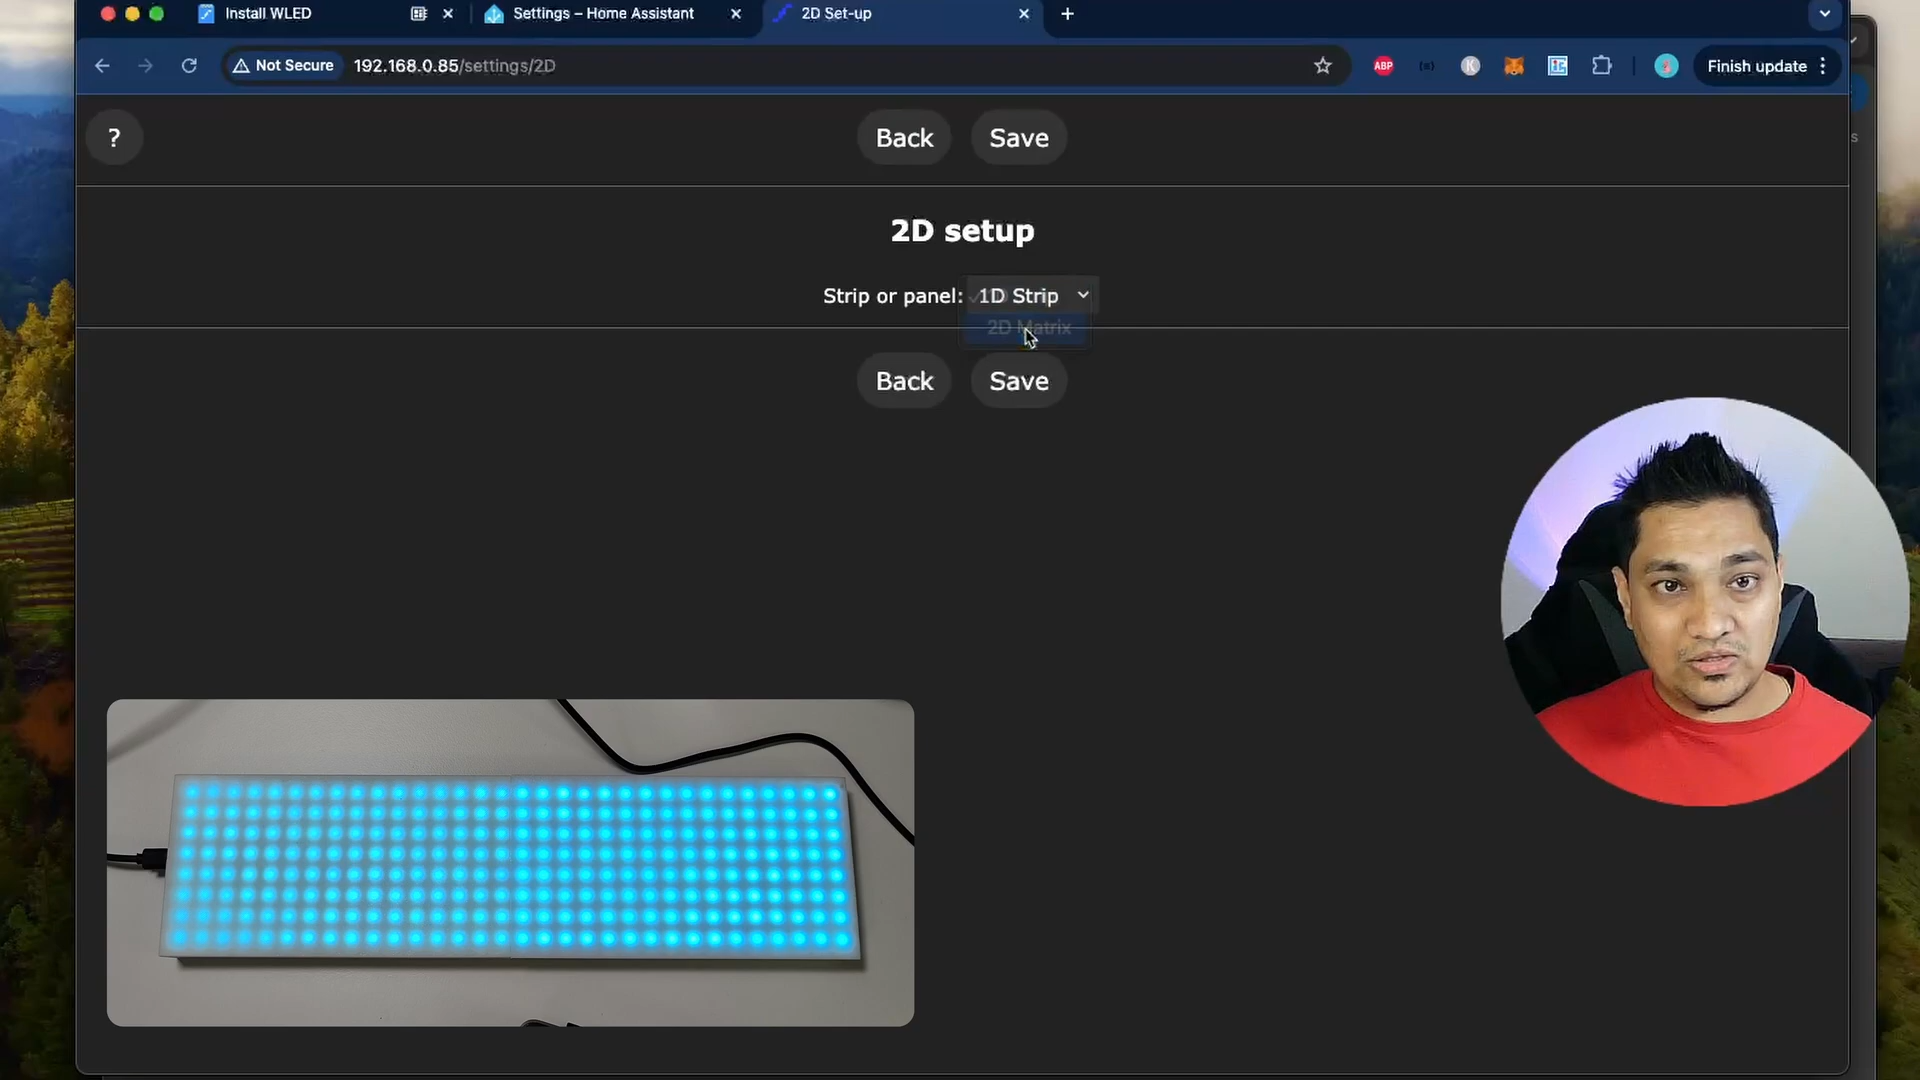 Install WLED
Settings – Home Assistant
2D Set-up
Not Secure 192.168.0.85/settings/2D
ABP
K
Finish update
?
Back Save
2D setup
Strip or panel: 1D Strip
2D Matrix
Back Save
s